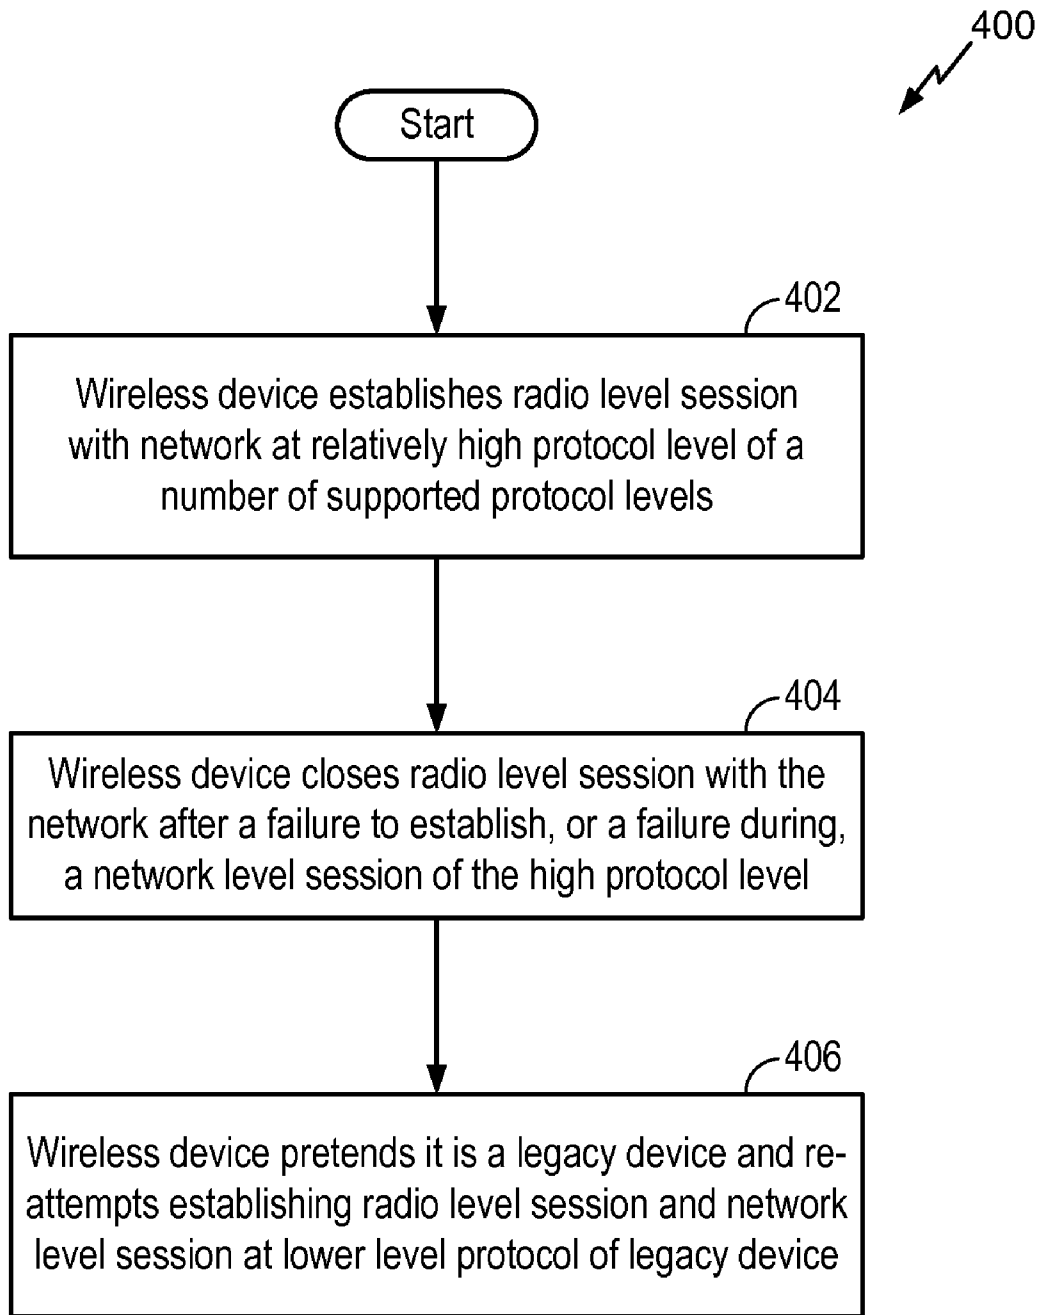 400
Start
402
Wireless device establishes radio level session
with network at relatively high protocol level of a
number of supported protocol levels
404
Wireless device closes radio level session with the
network after a failure to establish, or a failure during,
a network level session of the high protocol level
406
Wireless device pretends it is a legacy device and re-
attempts establishing radio level session and network
level session at lower level protocol of legacy device